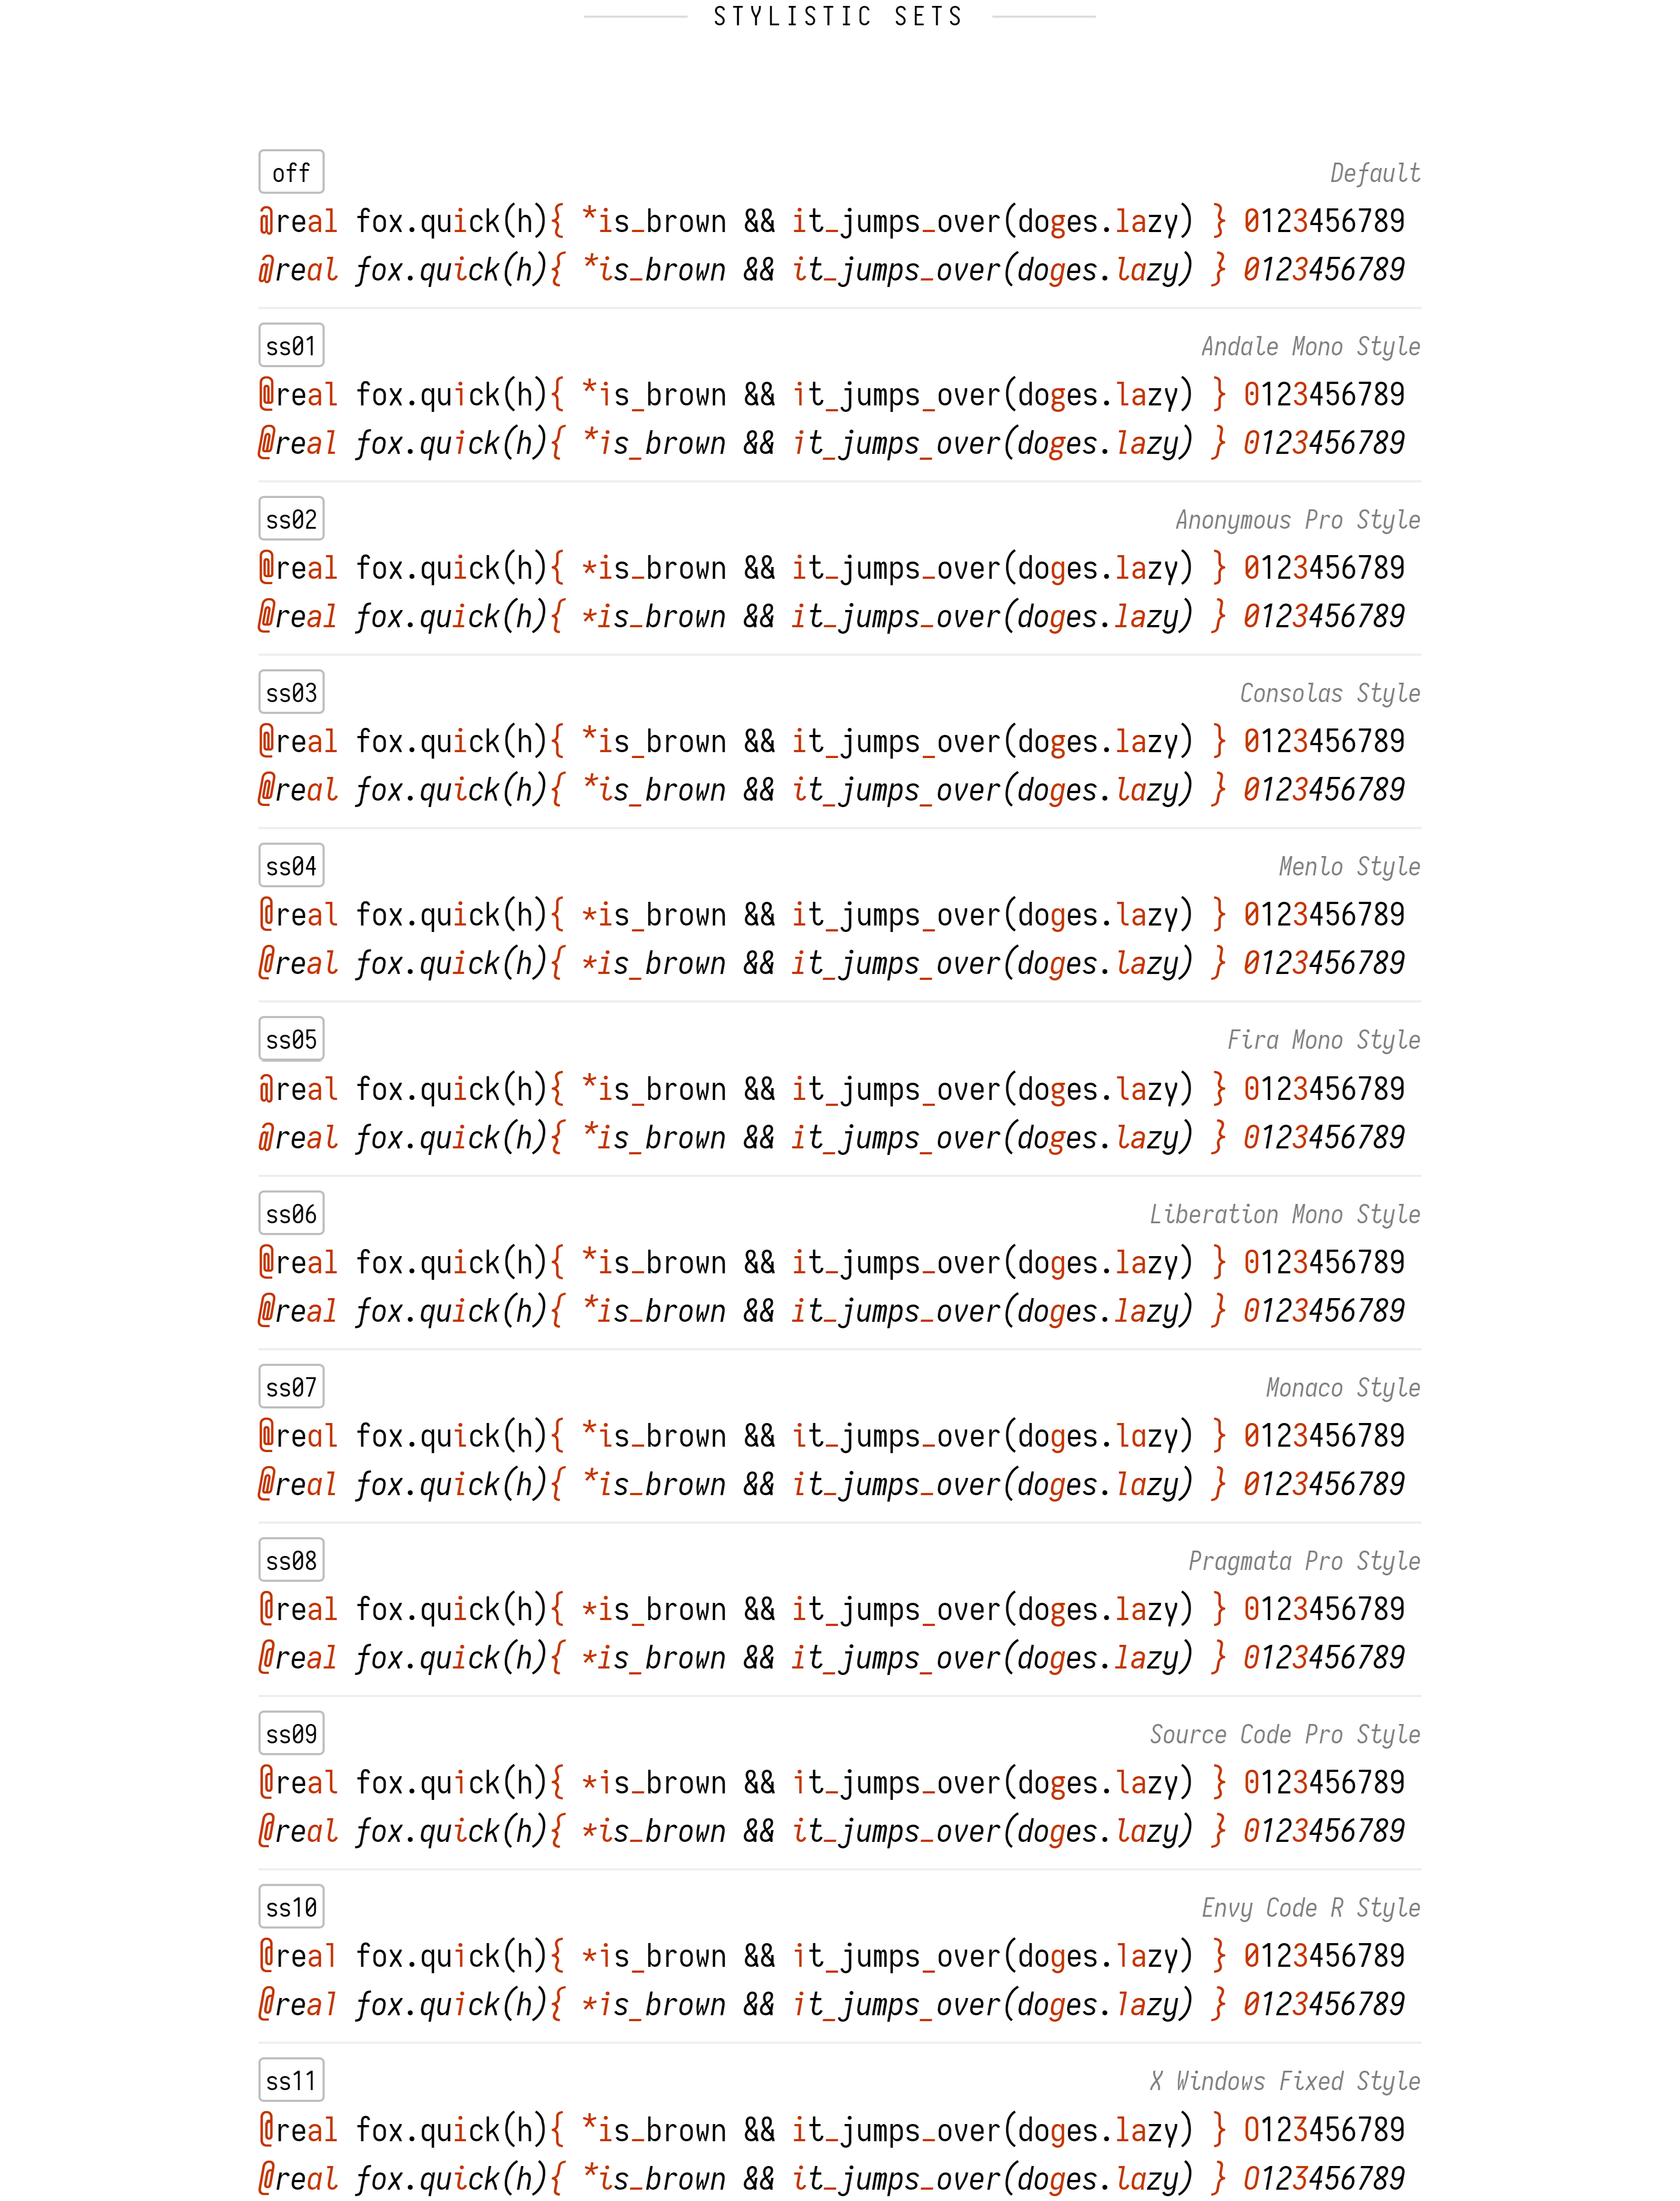 STYLISTIC SETS
off Default
@real fox.quick(h){ *is_brown && it_jumps_over(doges.lazy) } 0123456789
@real fox.quick(h){ *is_brown && it_jumps_over(doges.lazy) } 0123456789
ss01 Andale Mono Style
@real fox.quick(h){ *is_brown && it_jumps_over(doges.lazy) } 0123456789
@real fox.quick(h){ *is_brown && it_jumps_over(doges.lazy) } 0123456789
ss02 Anonymous Pro Style
@real fox.quick(h){ *is_brown && it_jumps_over(doges.lazy) } 0123456789
@real fox.quick(h){ *is_brown && it_jumps_over(doges.lazy) } 0123456789
ss03 Consolas Style
@real fox.quick(h){ *is_brown && it_jumps_over(doges.lazy) } 0123456789
@real fox.quick(h){ *is_brown && it_jumps_over(doges.lazy) } 0123456789
ss04 Menlo Style
@real fox.quick(h){ *is_brown && it_jumps_over(doges.lazy) } 0123456789
@real fox.quick(h){ *is_brown && it_jumps_over(doges.lazy) } 0123456789
ss05 Fira Mono Style
@real fox.quick(h){ *is_brown && it_jumps_over(doges.lazy) } 0123456789
@real fox.quick(h){ *is_brown && it_jumps_over(doges.lazy) } 0123456789
ss06 Liberation Mono Style
@real fox.quick(h){ *is_brown && it_jumps_over(doges.lazy) } 0123456789
@real fox.quick(h){ *is_brown && it_jumps_over(doges.lazy) } 0123456789
ss07 Monaco Style
@real fox.quick(h){ *is_brown && it_jumps_over(doges.lazy) } 0123456789
@real fox.quick(h){ *is_brown && it_jumps_over(doges.lazy) } 0123456789
ss08 Pragmata Pro Style
@real fox.quick(h){ *is_brown && it_jumps_over(doges.lazy) } 0123456789
@real fox.quick(h){ *is_brown && it_jumps_over(doges.lazy) } 0123456789
ss09 Source Code Pro Style
@real fox.quick(h){ *is_brown && it_jumps_over(doges.lazy) } 0123456789
@real fox.quick(h){ *is_brown && it_jumps_over(doges.lazy) } 0123456789
ss10 Envy Code R Style
@real fox.quick(h){ *is_brown && it_jumps_over(doges.lazy) } 0123456789
@real fox.quick(h){ *is_brown && it_jumps_over(doges.lazy) } 0123456789
ss11 X Windows Fixed Style
@real fox.quick(h){ *is_brown && it_jumps_over(doges.lazy) } 0123456789
@real fox.quick(h){ *is_brown && it_jumps_over(doges.lazy) } 0123456789